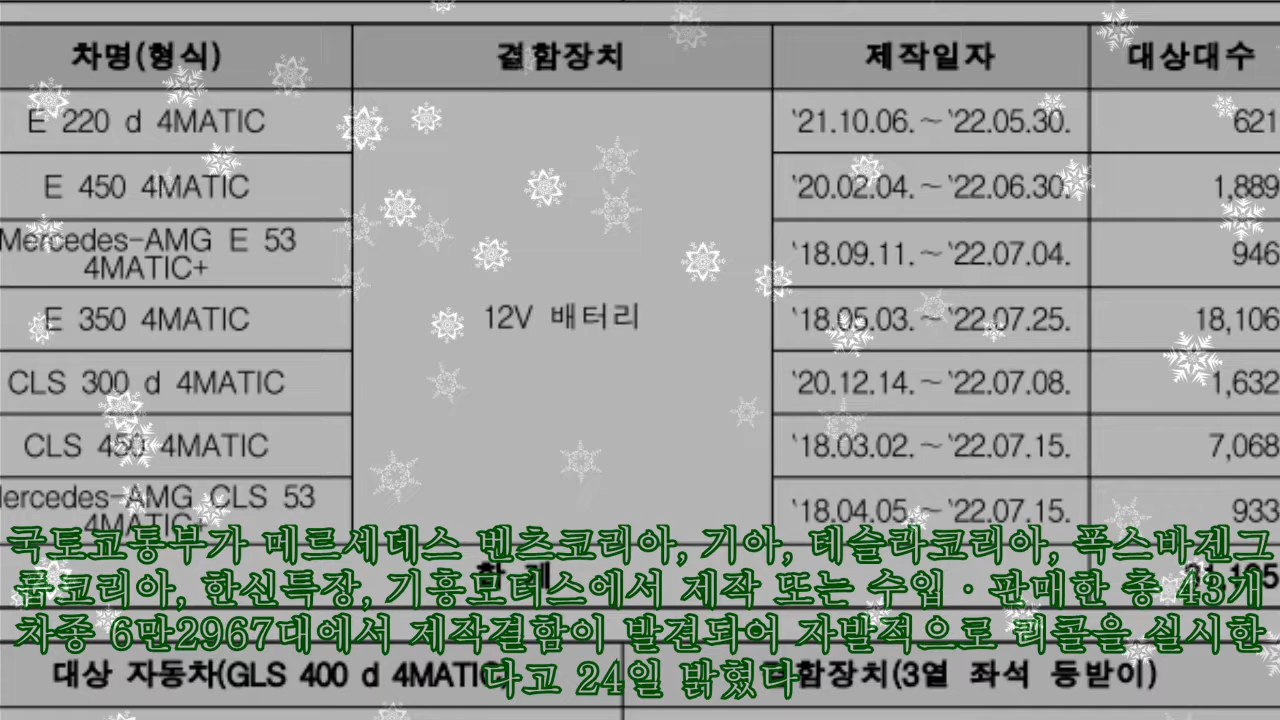 차명(형식) 결함장치 제작일자 대상대수
E 220 d 4MATIC '21.10.06.~'22.05.30. 621
E 450 4MATIC '20.02.04.~'22.06.30. 1,889
Mercedes-AMG E 53
4MATIC+ '18.09.11.~'22.07.04. 946
E 350 4MATIC 12V 배터리 '18.05.03.~'22.07.25. 18,106
CLS 300 d 4MATIC '20.12.14.~'22.07.08. 1,632
CLS 450 4MATIC '18.03.02.~'22.07.15. 7,068
Mercedes-AMG CLS 53
4MATIC+ '18.04.05.~'22.07.15. 933
합 계
국토교통부가 메르세데스 벤츠코리아, 기아, 테슬라코리아, 폭스바겐그
룹코리아, 한신특장, 기흥모터스에서 제작 또는 수입·판매한 총 43개
차종 6만2967대에서 제작결함이 발견되어 자발적으로 리콜을 실시한
다고 24일 밝혔다
대상 자동차(GLS 400 d 4MATIC) 결함장치(3열 좌석 등받이)